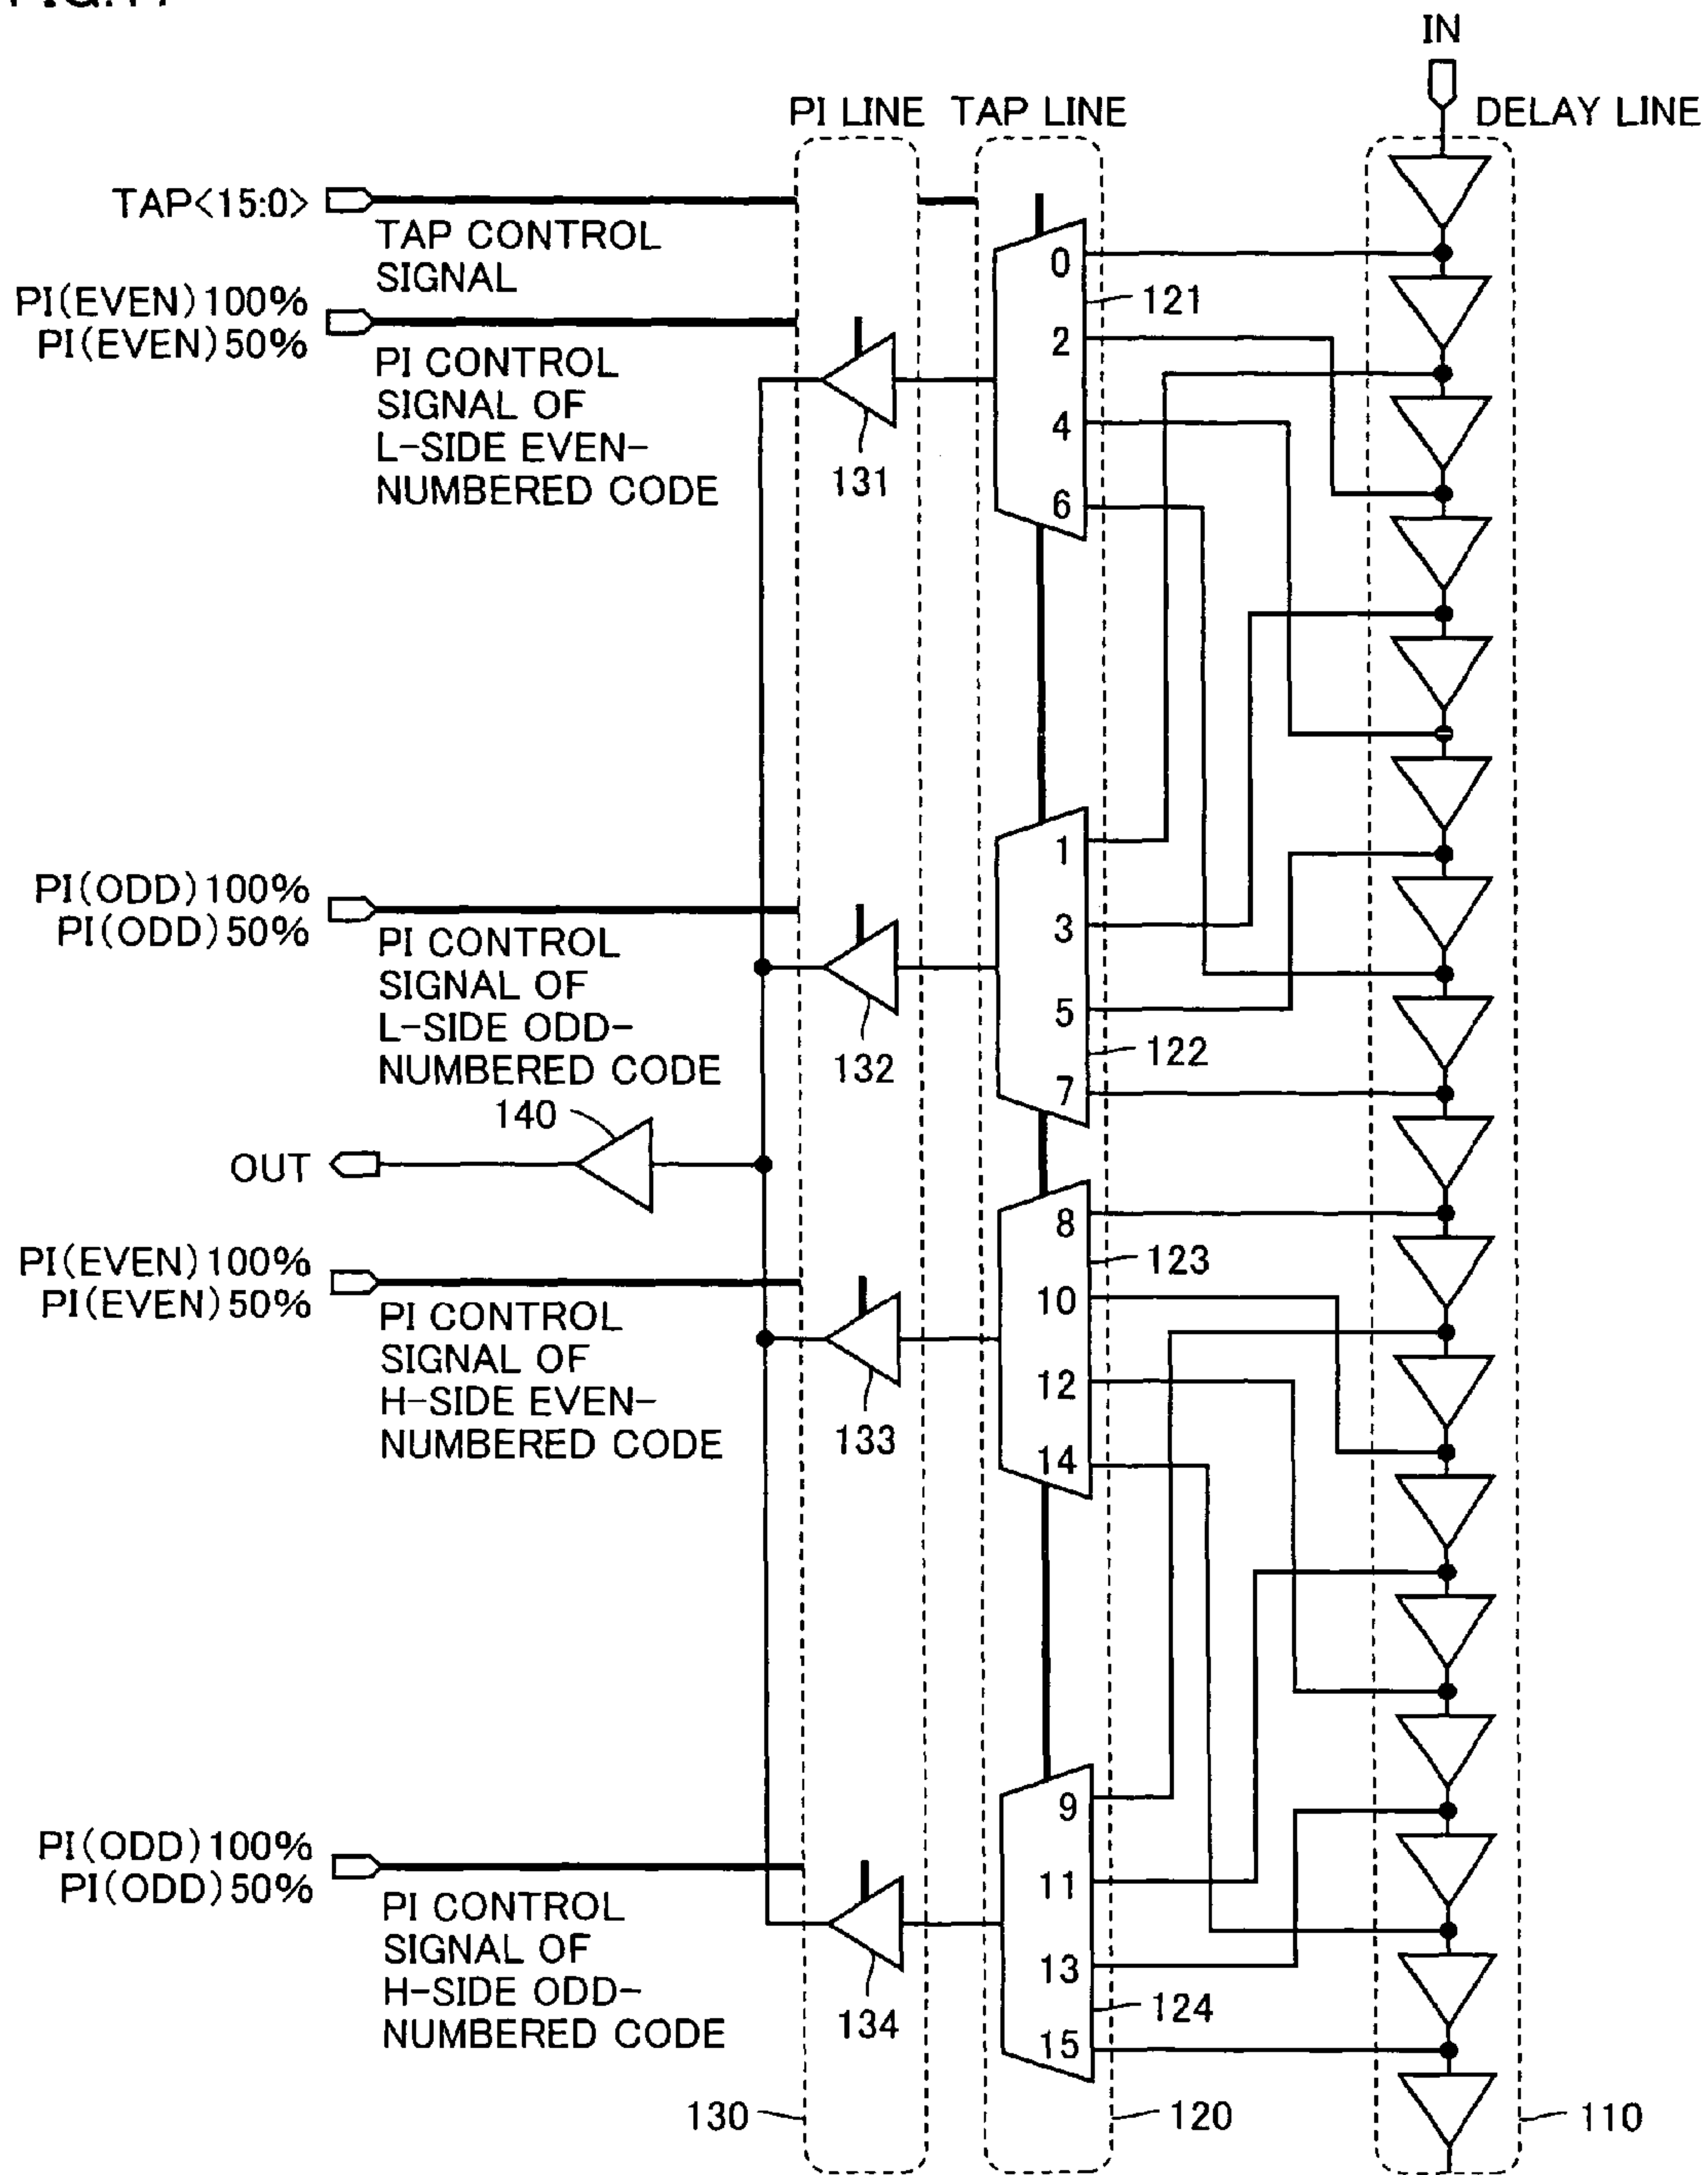 IN
PI LINE
TAP LINE
DELAY LINE
TAP<15:0>
TAP CONTROL
SIGNAL
PI(EVEN)100%
PI(EVEN)50%
PI CONTROL
SIGNAL OF
L-SIDE EVEN-
NUMBERED CODE
131
0
2
4
6
121
PI(ODD)100%
PI(ODD)50%
PI CONTROL
SIGNAL OF
L-SIDE ODD-
NUMBERED CODE
132
1
3
5
7
122
140
OUT
PI(EVEN)100%
PI(EVEN)50%
PI CONTROL
SIGNAL OF
H-SIDE EVEN-
NUMBERED CODE
133
8
10
12
14
123
PI(ODD)100%
PI(ODD)50%
PI CONTROL
SIGNAL OF
H-SIDE ODD-
NUMBERED CODE
134
9
11
13
15
124
130
120
110